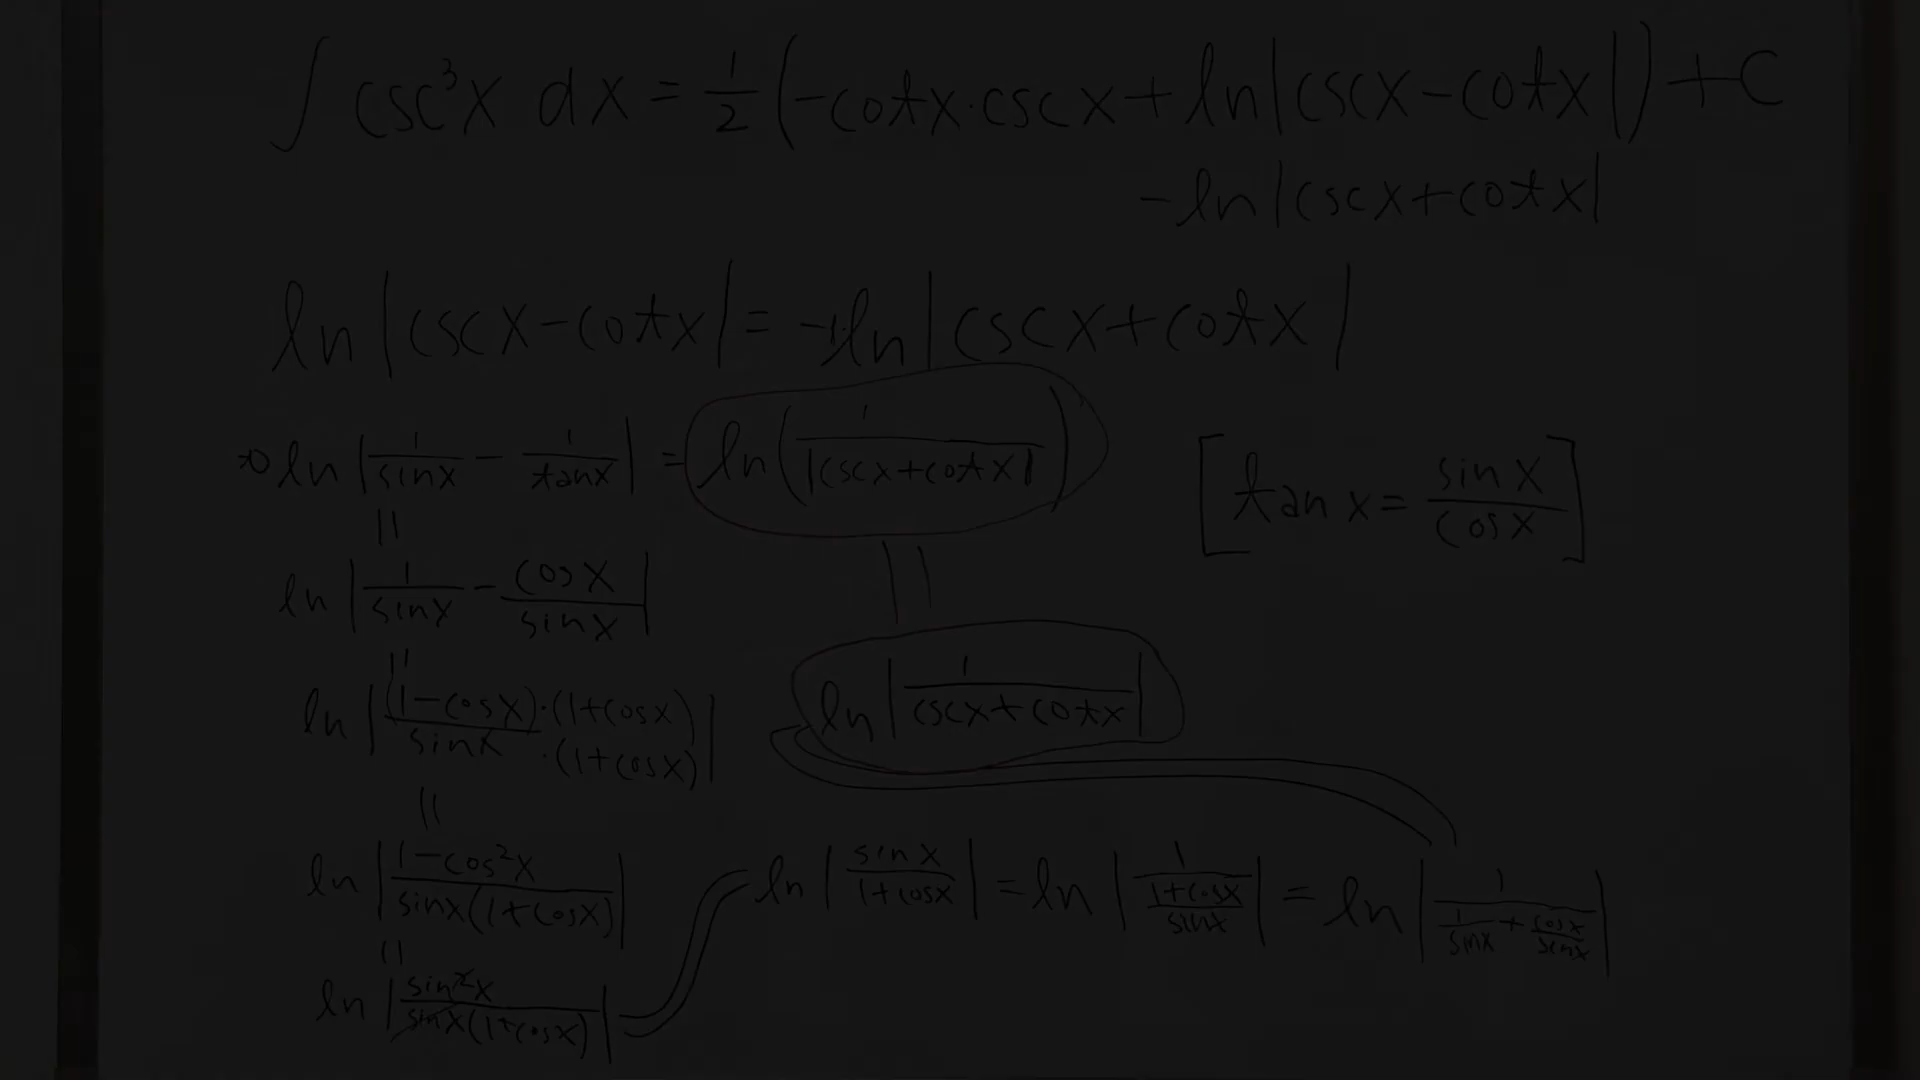 ∫ csc³x dx = 1/2 (-cotx·cscx + ln|cscx - cotx|) + C
-ln|cscx + cotx|
ln|cscx - cotx| = -1·ln|cscx + cotx|
→ ln|1/sinx - 1/tanx| = ln(1/|cscx + cotx|)
[tan x = sin x/cos x]
||
ln|1/sinx - cosx/sinx|
||
||
ln|(1-cosx)·(1+cosx)/sinx·(1+cosx)|
ln|1/cscx + cotx|
||
ln|1-cos²x/sinx(1+cosx)|
ln|sinx/1+cosx| = ln|1/(1+cosx/sinx)| = ln|1/(1/sinx + cosx/sinx)|
||
ln|sin²x/sinx(1+cosx)|